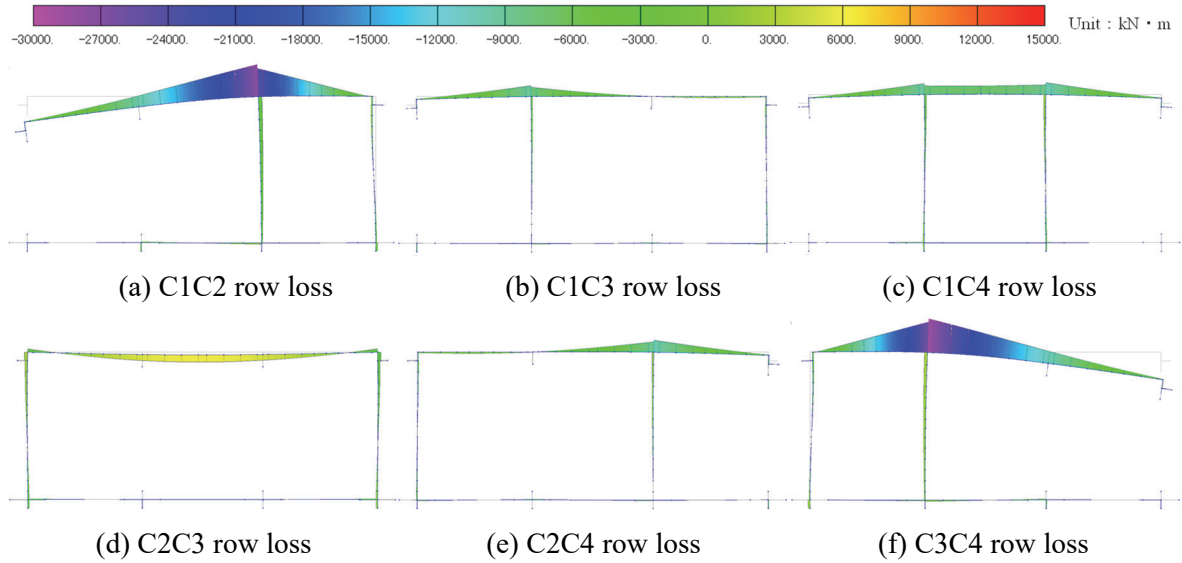 Unit : kN・m
−30000. −27000. −24000. −21000. −20000. −18000. −15000. −12000. −9000. −6000. −3000. 0. 3000. 6000. 9000. 12000. 15000.
(a) C1C2 row loss (b) C1C3 row loss (c) C1C4 row loss
(d) C2C3 row loss (e) C2C4 row loss (f) C3C4 row loss